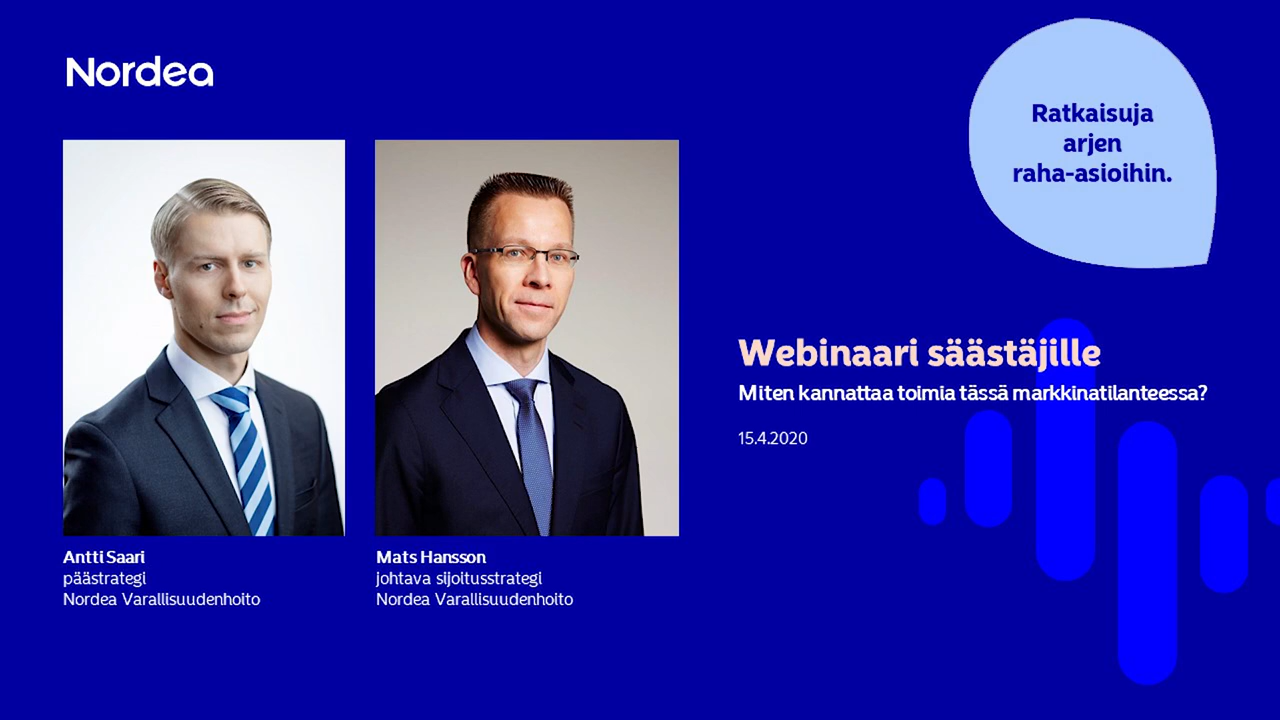 Nordea
Ratkaisuja
arjen
raha-asioihin.
Webinaari säästäjille
Miten kannattaa toimia tässä markkinatilanteessa?
15.4.2020
Antti Saari
päästrategi
Nordea Varallisuudenhoito
Mats Hansson
johtava sijoitusstrategi
Nordea Varallisuudenhoito